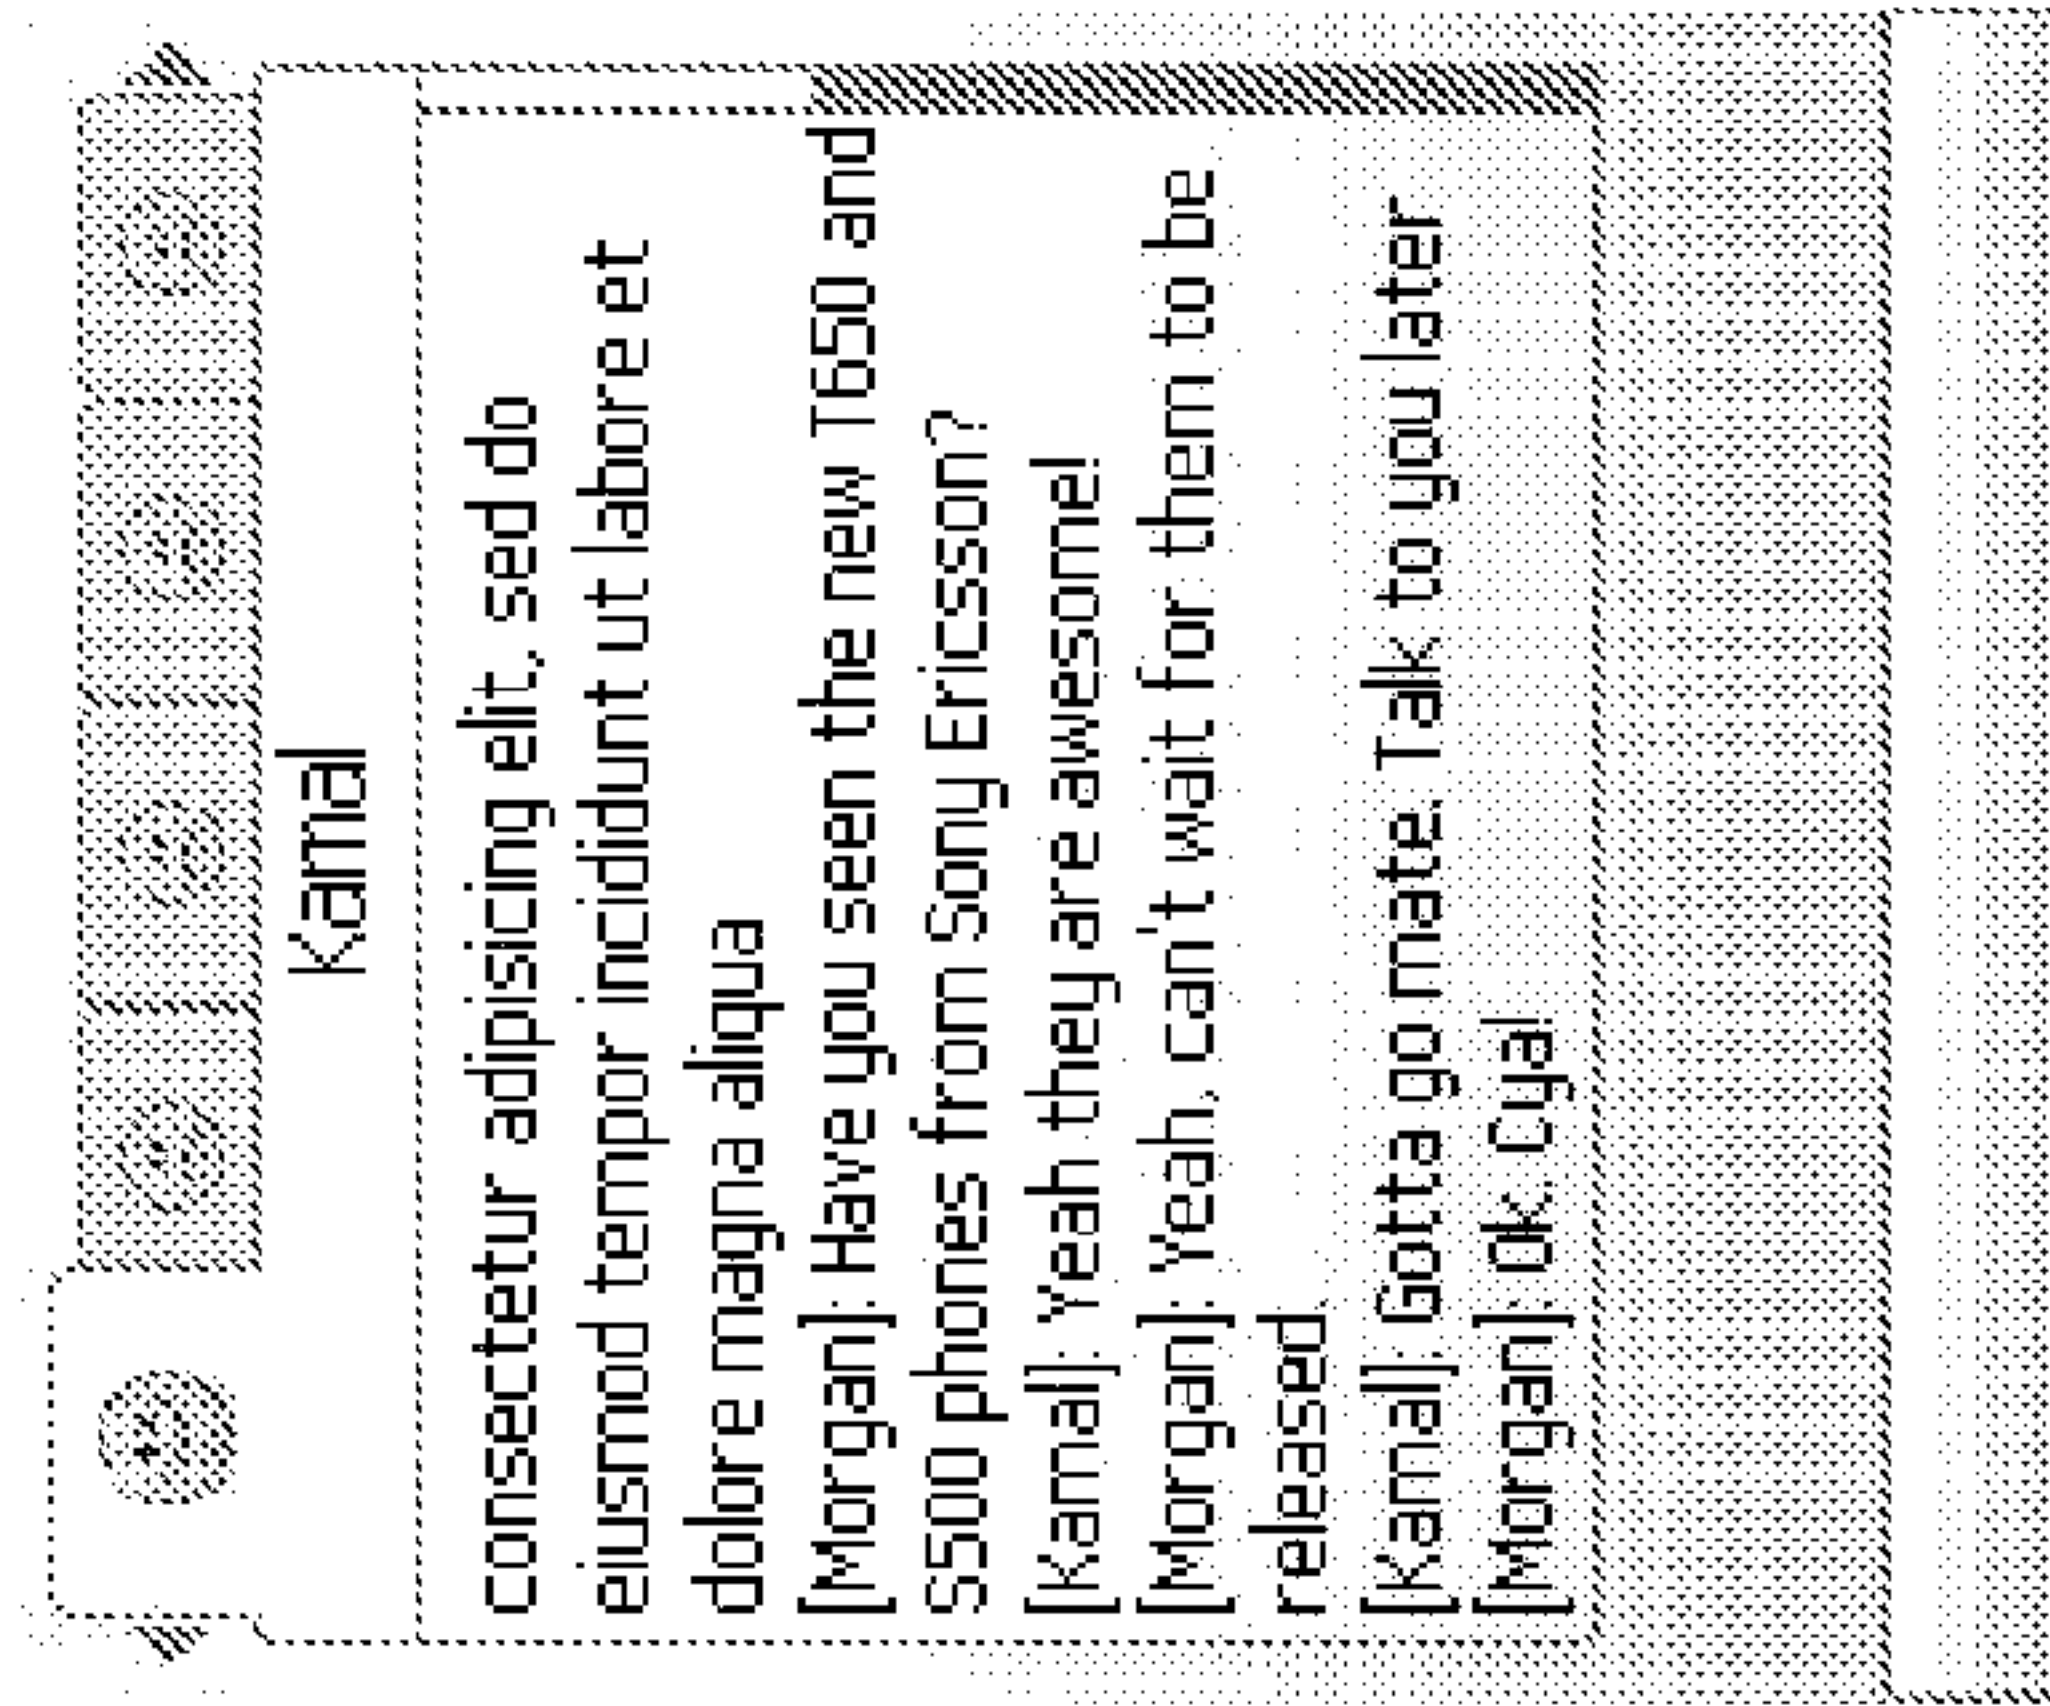 Kamal
consectetur adipisicing elit, sed do
eiusmod tempor incididunt ut labore et
dolore magna aliqua
[Morgan]: Have you seen the new T650 and
S500 phones from Sony Ericsson?
[Kamal]: Yeah they are awesome!
[Morgan]: Yeah, can't wait for them to be
released
[Kamal]: Gotta go mate. Talk to you later
[Morgan]: Ok. Cya!